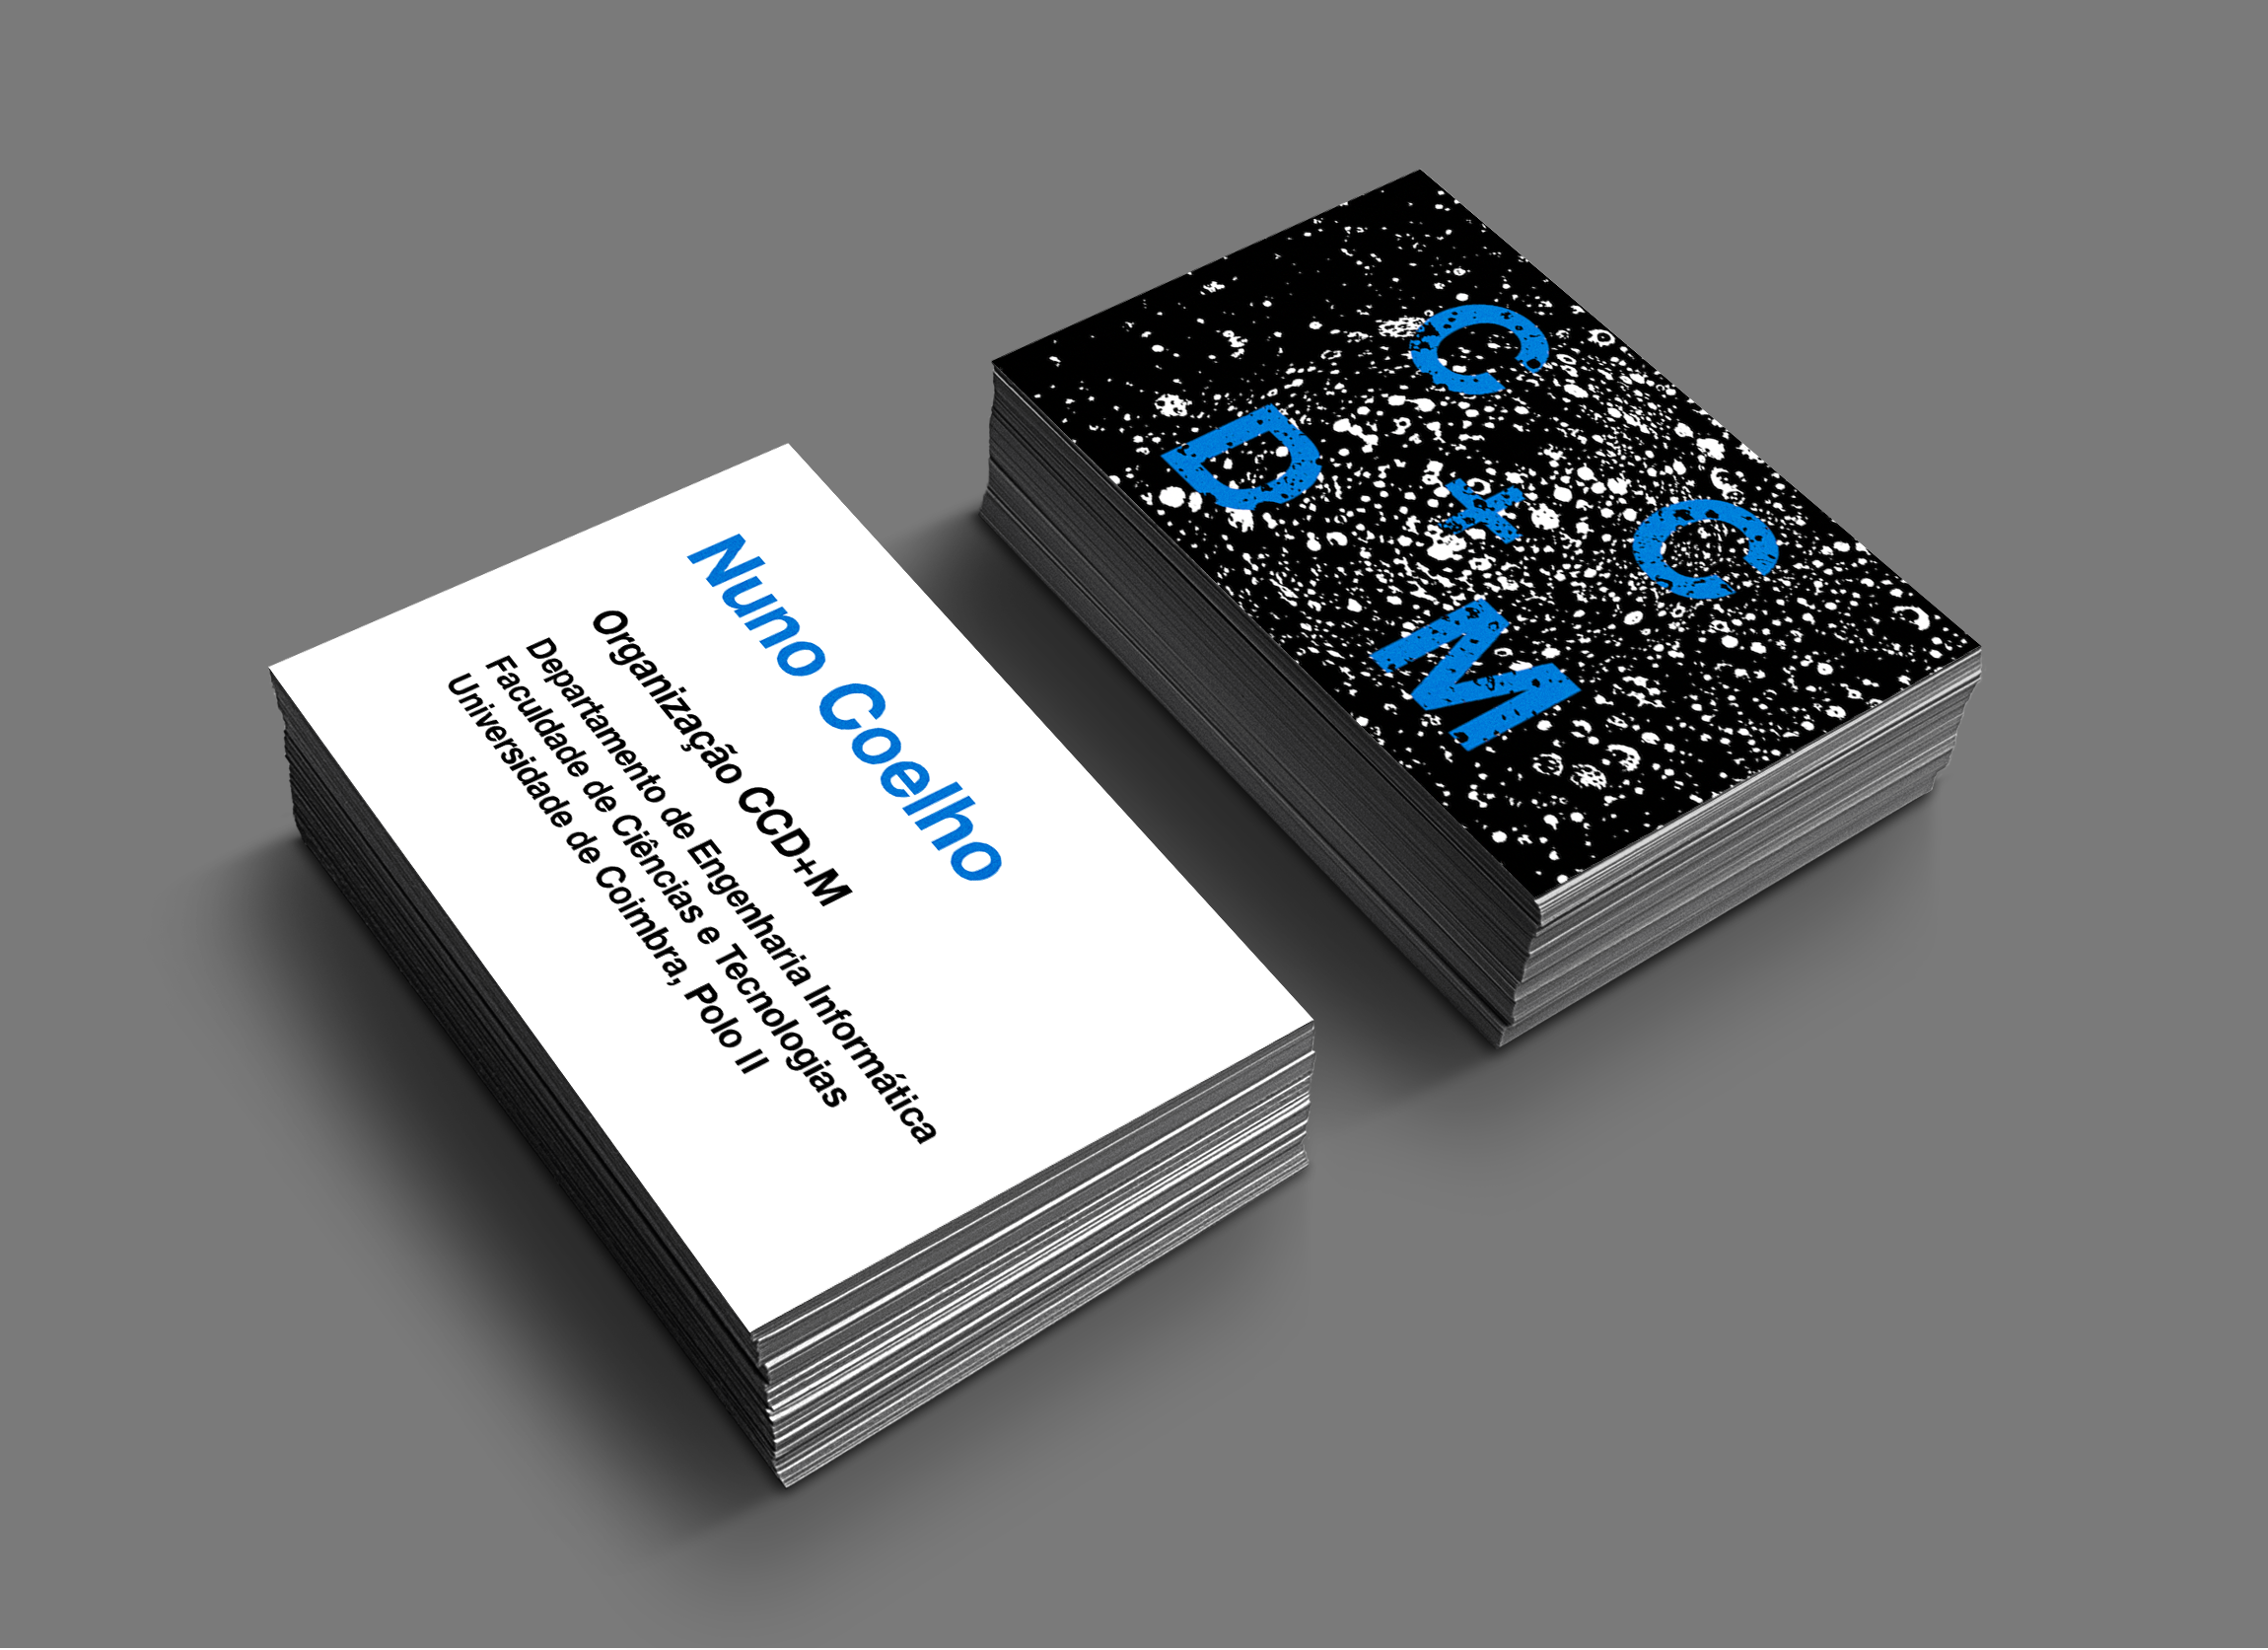 Nuno Coelho
Organização CCD+M
Departamento de Engenharia Informática
Faculdade de Ciências e Tecnologias
Universidade de Coimbra, Polo II
C C
+
D M